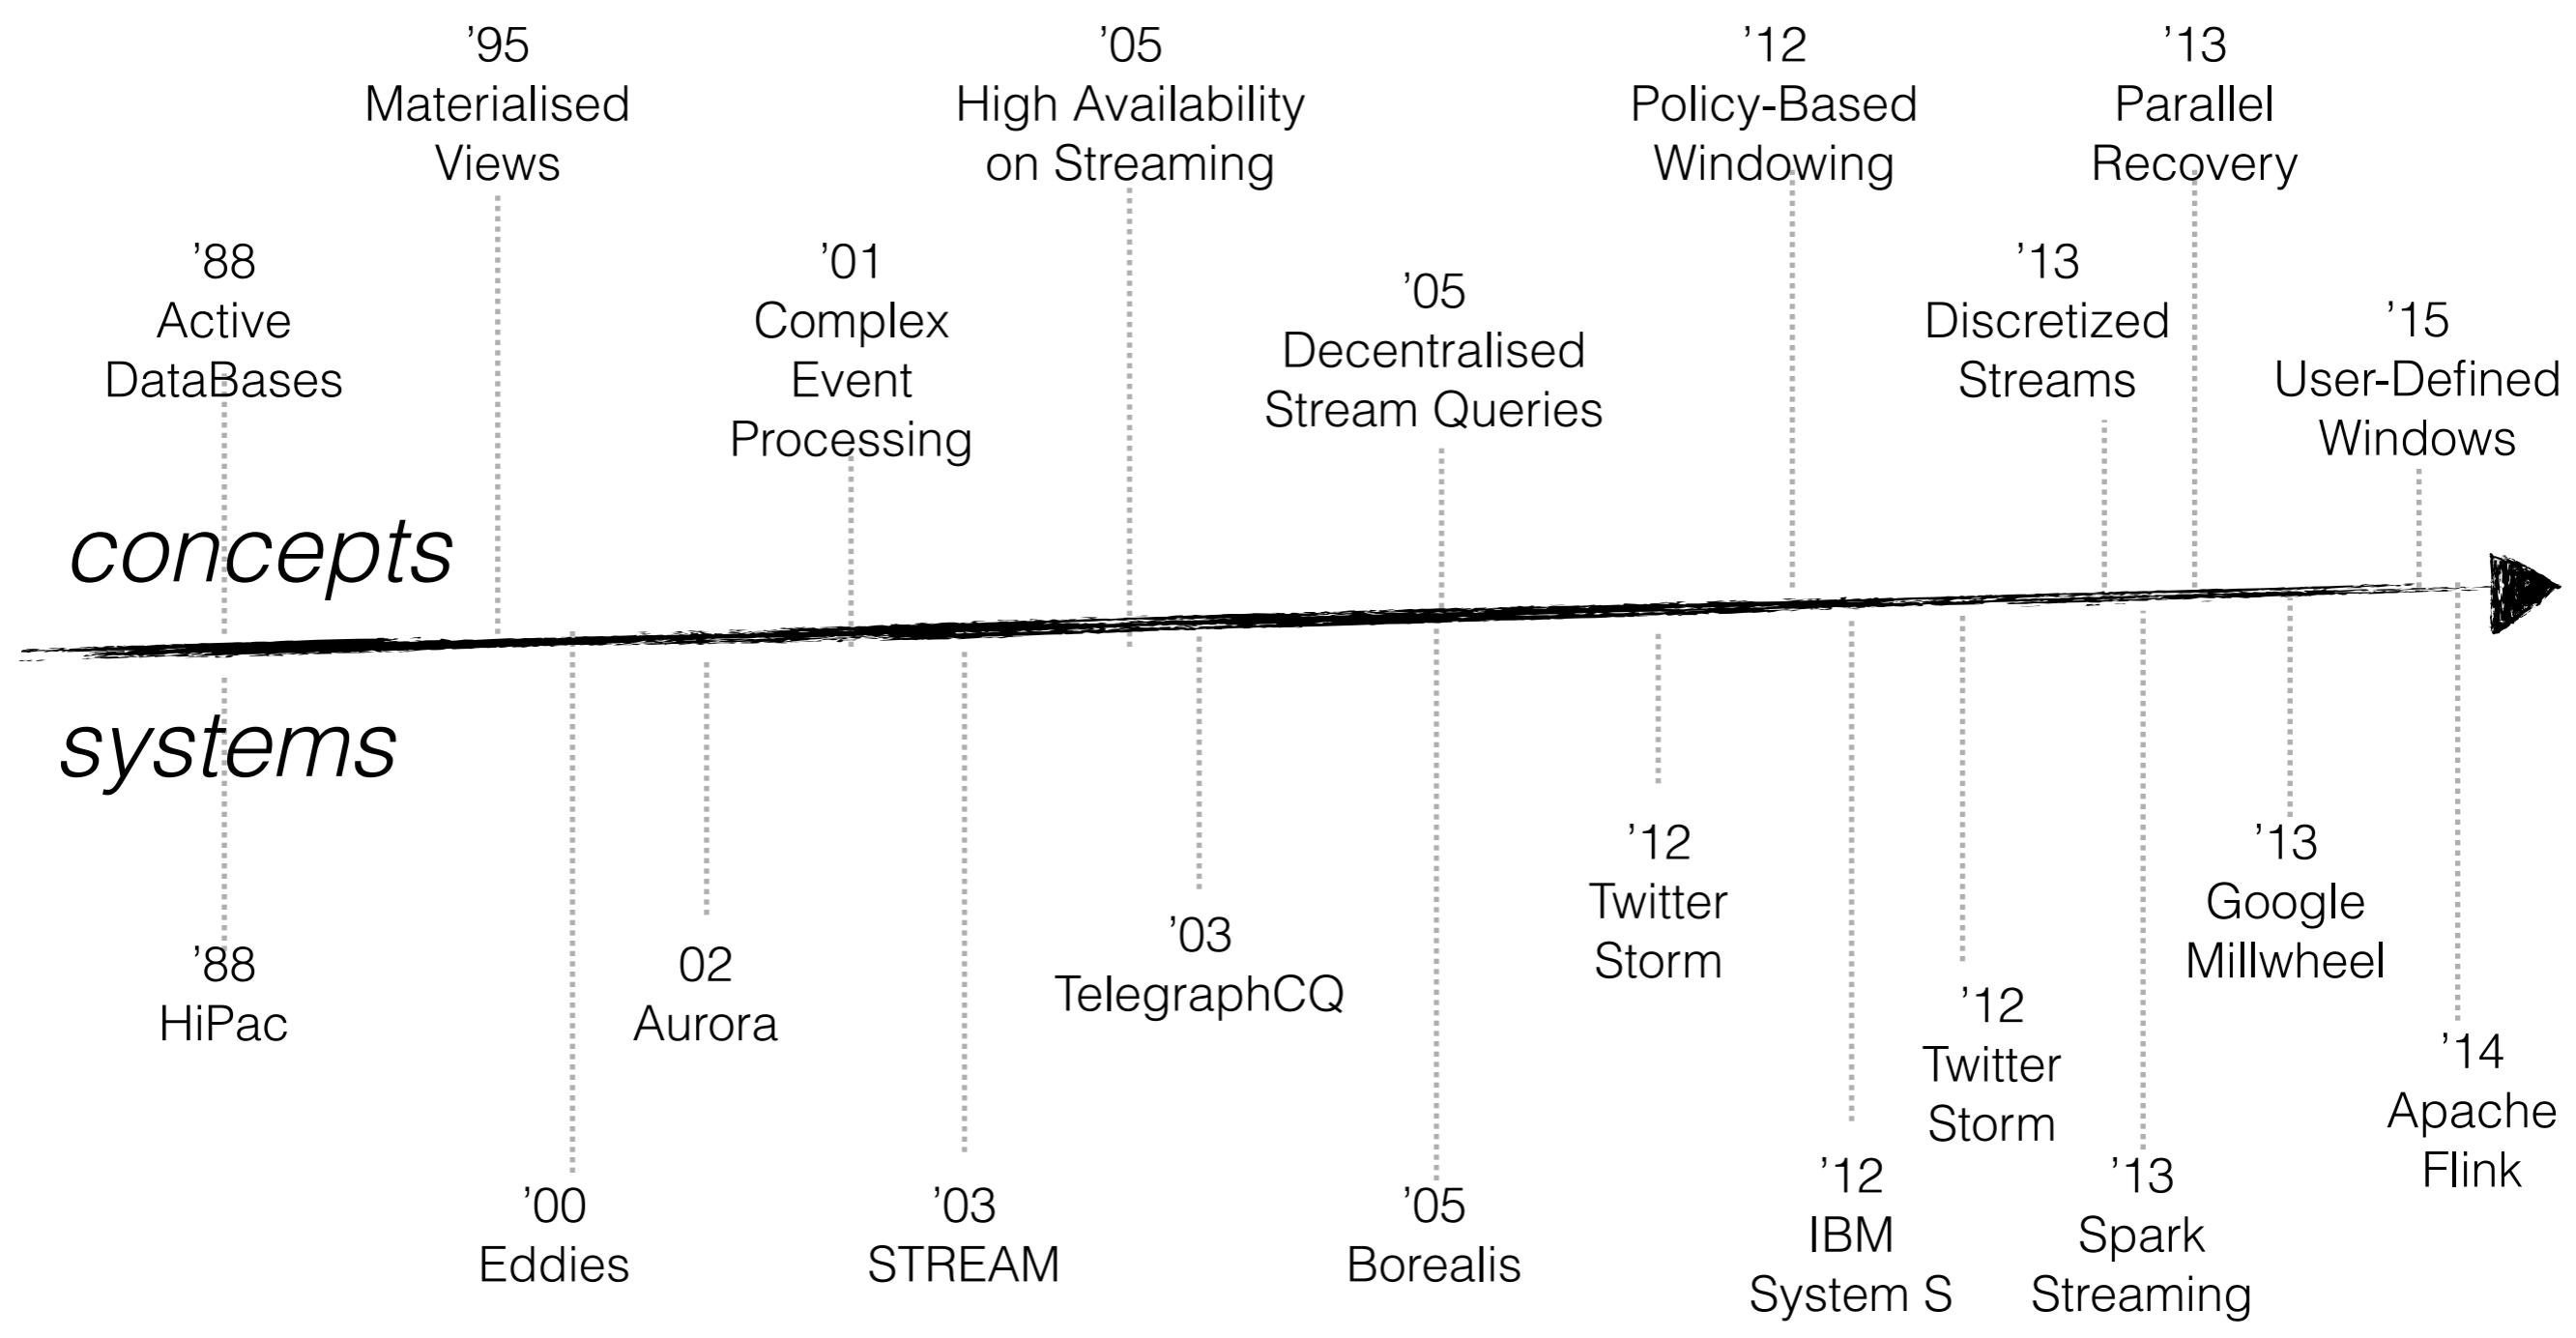 ’95
Materialised
Views
’05
High Availability
on Streaming
’12
Policy-Based
Windowing
’13
Parallel
Recovery
’88
Active
DataBases
’01
Complex
Event
Processing
’05
Decentralised
Stream Queries
’13
Discretized
Streams
’15
User-Defined
Windows
concepts
systems
’88
HiPac
’00
Eddies
02
Aurora
’03
STREAM
’03
TelegraphCQ
’05
Borealis
’12
Twitter
Storm
’12
IBM
System S
’12
Twitter
Storm
’13
Spark
Streaming
’13
Google
Millwheel
’14
Apache
Flink